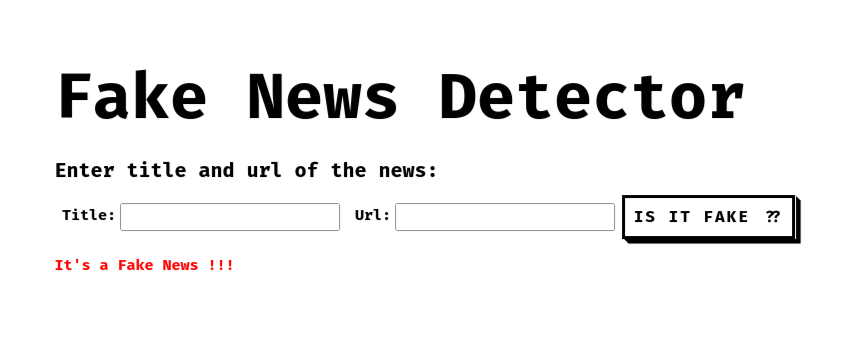 Fake News Detector
Enter title and url of the news:
Title: Url: IS IT FAKE ??
It's a Fake News !!!